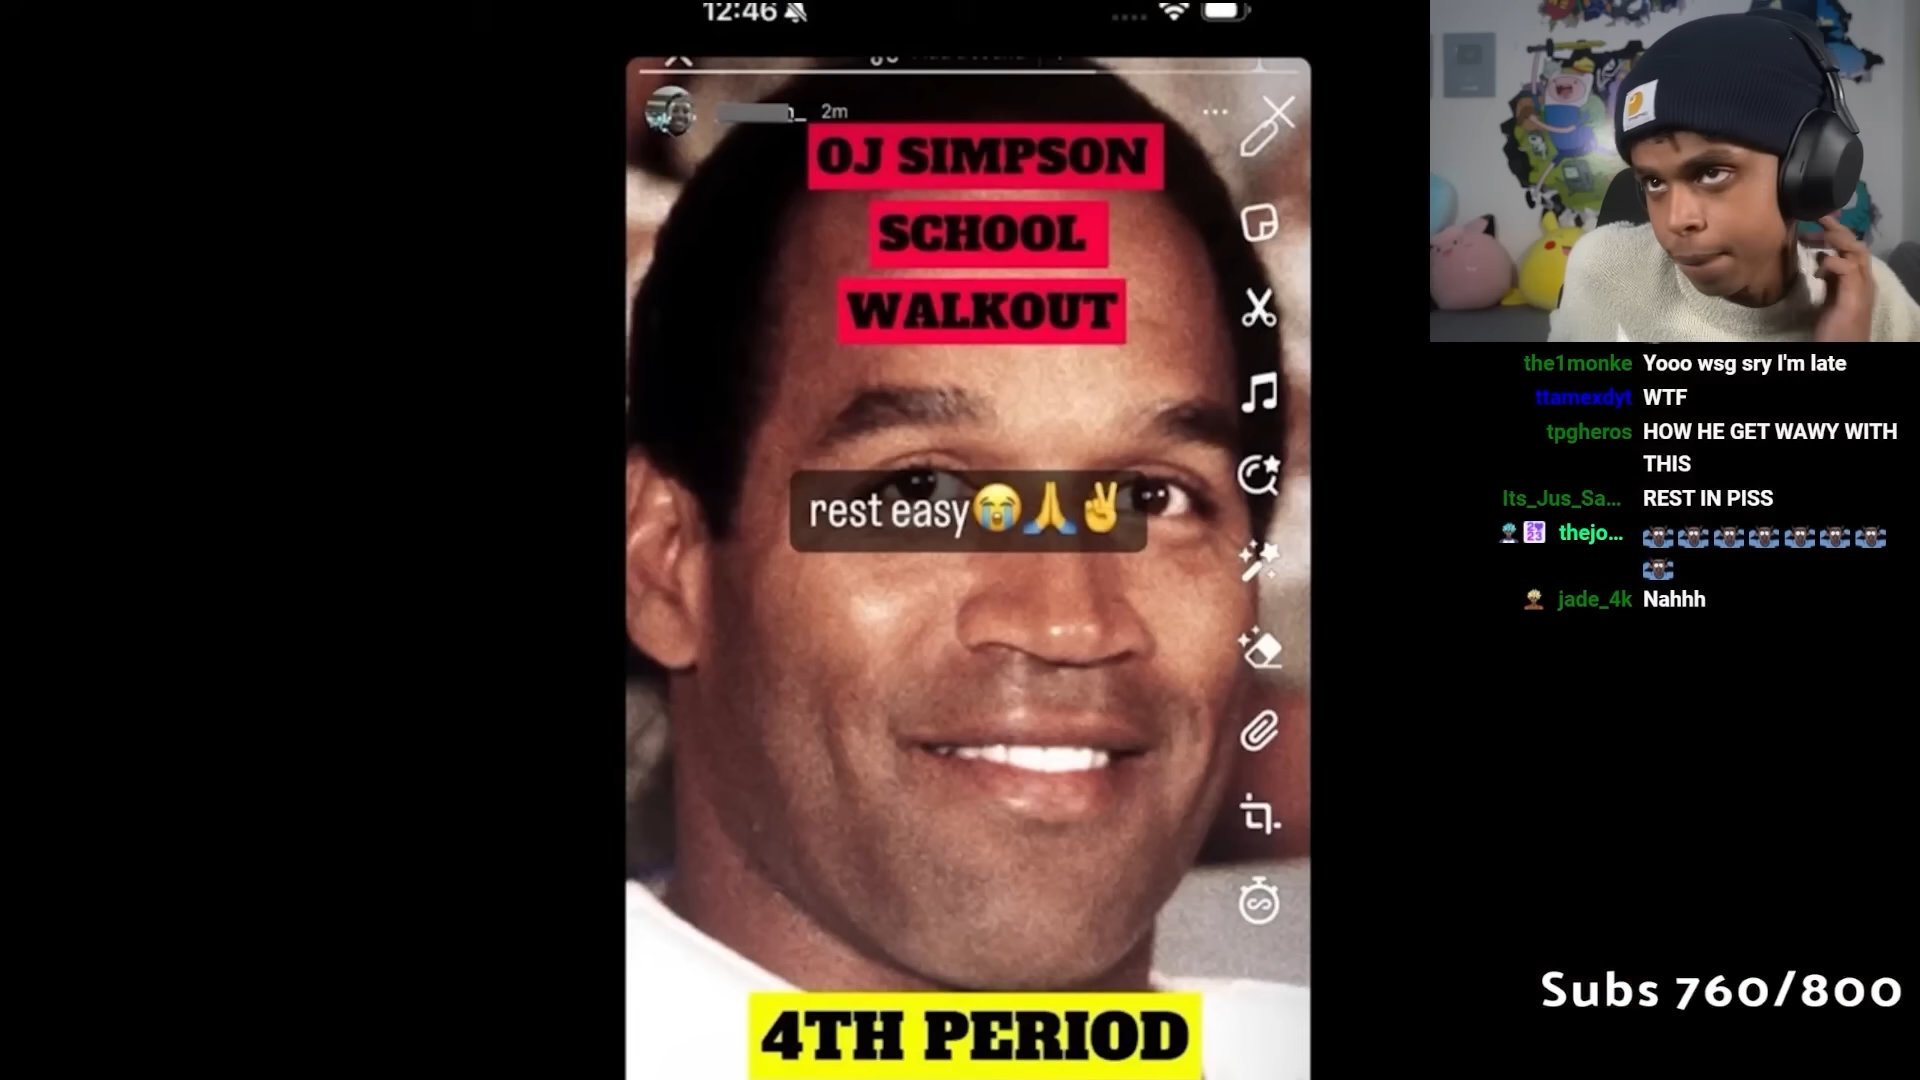 12:46
2m
OJ SIMPSON
SCHOOL
WALKOUT
rest easy😭🙏✌
4TH PERIOD
the1monke Yooo wsg sry I'm late
ttamexdyt WTF
tpgheros HOW HE GET WAWY WITH
THIS
Its_Jus_Sa... REST IN PISS
thejo...
jade_4k Nahhh
Subs 760/800